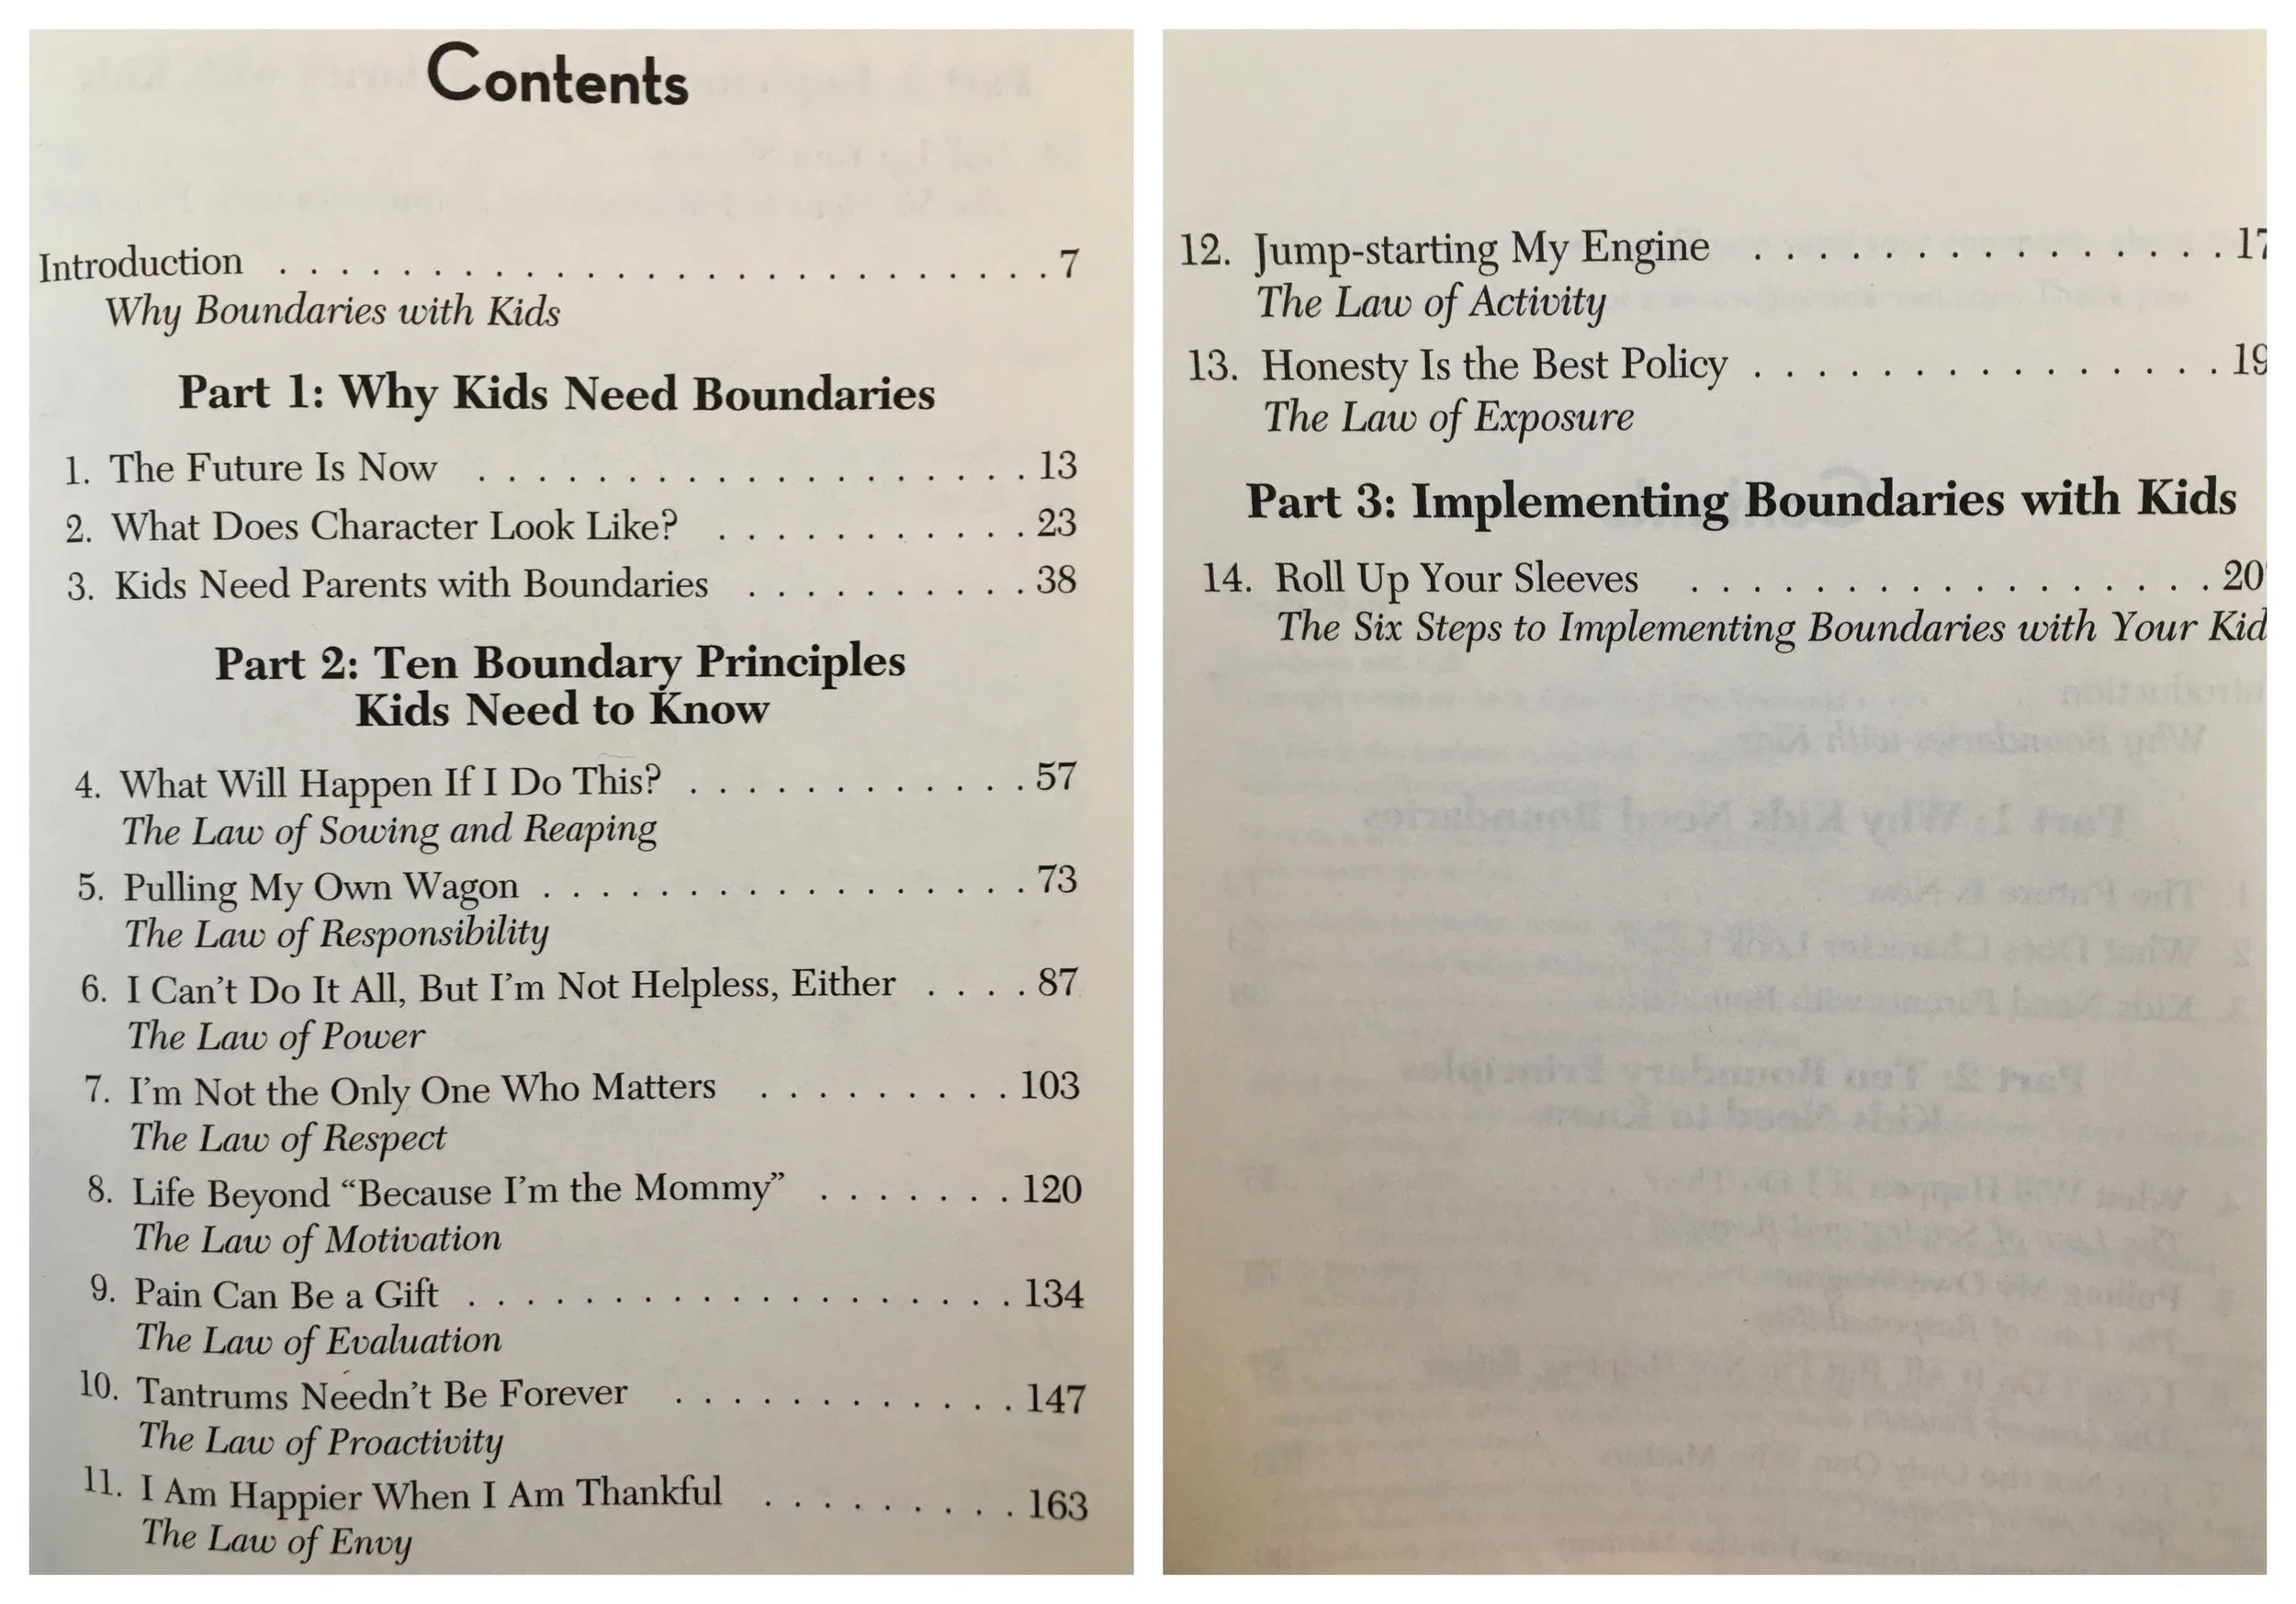 Contents
Introduction . . . . . . . . . . . . . . . . . . . . . . . . . . 7
Why Boundaries with Kids
Part 1: Why Kids Need Boundaries
1. The Future Is Now . . . . . . . . . . . . . . . . . . . 13
2. What Does Character Look Like? . . . . . . . . . . . 23
3. Kids Need Parents with Boundaries . . . . . . . . . . 38
Part 2: Ten Boundary Principles
Kids Need to Know
4. What Will Happen If I Do This? . . . . . . . . . . . . 57
The Law of Sowing and Reaping
5. Pulling My Own Wagon . . . . . . . . . . . . . . . . . 73
The Law of Responsibility
6. I Can't Do It All, But I'm Not Helpless, Either . . . . 87
The Law of Power
7. I'm Not the Only One Who Matters . . . . . . . . . 103
The Law of Respect
8. Life Beyond “Because I'm the Mommy” . . . . . . . 120
The Law of Motivation
9. Pain Can Be a Gift . . . . . . . . . . . . . . . . . . . 134
The Law of Evaluation
10. Tantrums Needn't Be Forever . . . . . . . . . . . . 147
The Law of Proactivity
11. I Am Happier When I Am Thankful . . . . . . . . . 163
The Law of Envy
12. Jump-starting My Engine . . . . . . . . . . . . . . . 17
The Law of Activity
13. Honesty Is the Best Policy . . . . . . . . . . . . . . . 19
The Law of Exposure
Part 3: Implementing Boundaries with Kids
14. Roll Up Your Sleeves . . . . . . . . . . . . . . . . . 20
The Six Steps to Implementing Boundaries with Your Kid